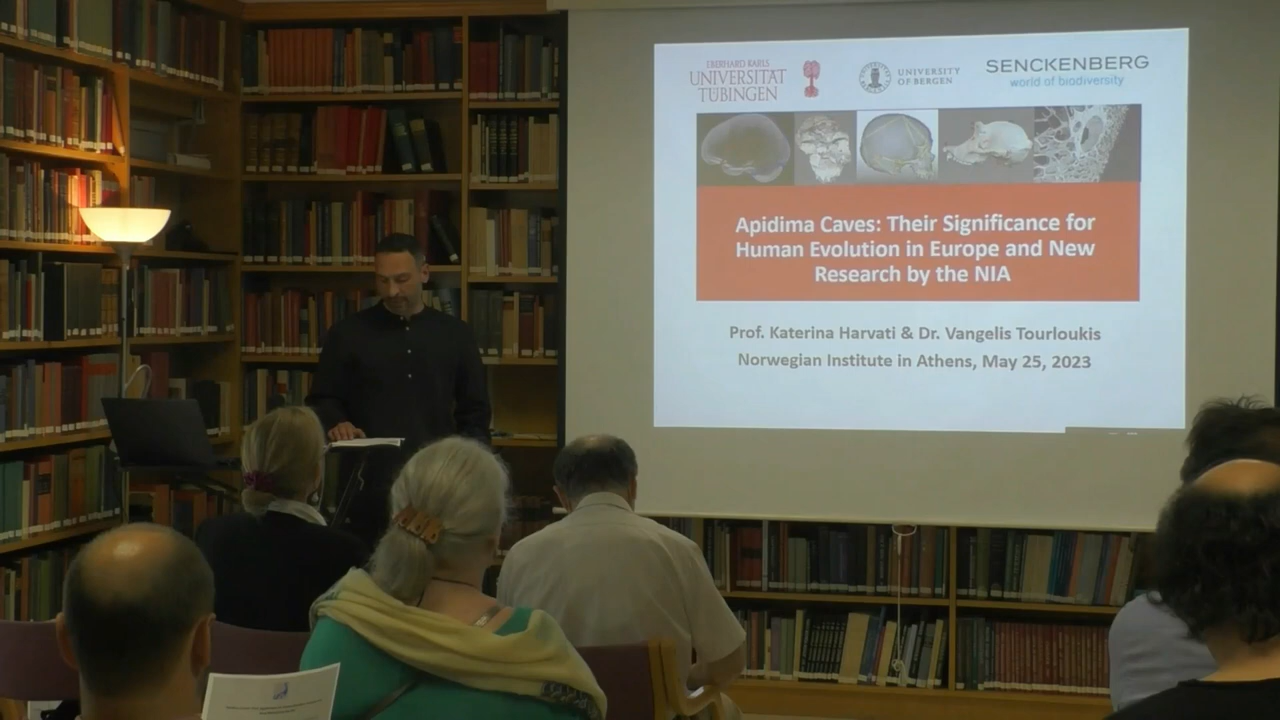 EBERHARD KARLS
UNIVERSITÄT
TÜBINGEN
UNIVERSITY
OF BERGEN
SENCKENBERG
world of biodiversity
Apidima Caves: Their Significance for
Human Evolution in Europe and New
Research by the NIA
Prof. Katerina Harvati & Dr. Vangelis Tourloukis
Norwegian Institute in Athens, May 25, 2023